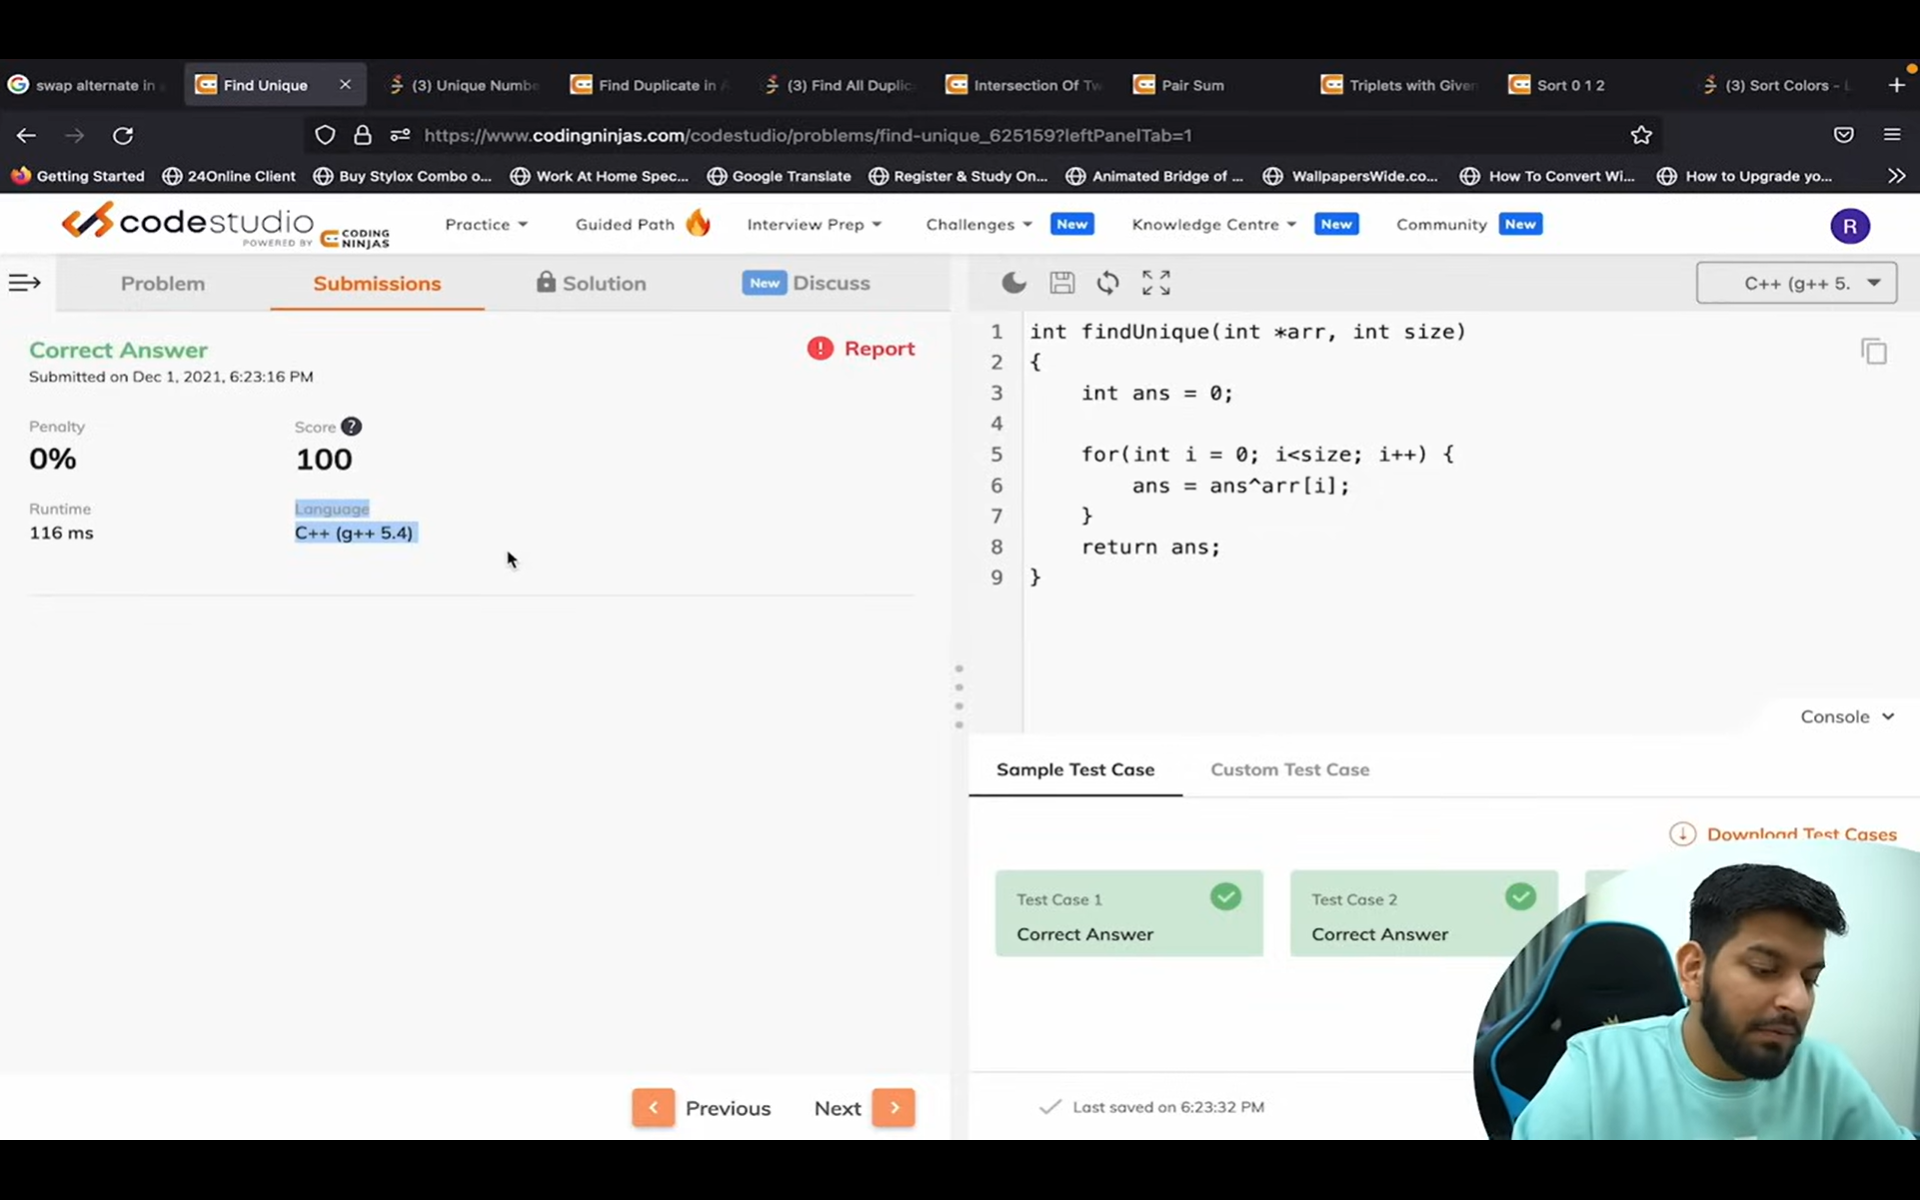 swap alternate in
Find Unique
(3) Unique Numbe
Find Duplicate in A
(3) Find All Duplic
Intersection Of Tw
Pair Sum
Triplets with Given
Sort 0 1 2
(3) Sort Colors - L
https://www.codingninjas.com/codestudio/problems/find-unique_625159?leftPanelTab=1
Getting Started
24Online Client
Buy Stylox Combo o...
Work At Home Spec...
Google Translate
Register & Study On...
Animated Bridge of ...
WallpapersWide.co...
How To Convert Wi...
How to Upgrade yo...
codestudio
POWERED BY CODING NINJAS
Practice
Guided Path
Interview Prep
Challenges New
Knowledge Centre New
Community New
R
Problem
Submissions
Solution
New Discuss
C++ (g++ 5.
Correct Answer
Report
Submitted on Dec 1, 2021, 6:23:16 PM
Penalty
0%
Score ?
100
Runtime
116 ms
Language
C++ (g++ 5.4)
Previous
Next
1 int findUnique(int *arr, int size)
2 {
3 int ans = 0;
4
5 for(int i = 0; i<size; i++) {
6 ans = ans^arr[i];
7 }
8 return ans;
9 }
Console
Sample Test Case
Custom Test Case
Download Test Cases
Test Case 1
Correct Answer
Test Case 2
Correct Answer
Last saved on 6:23:32 PM